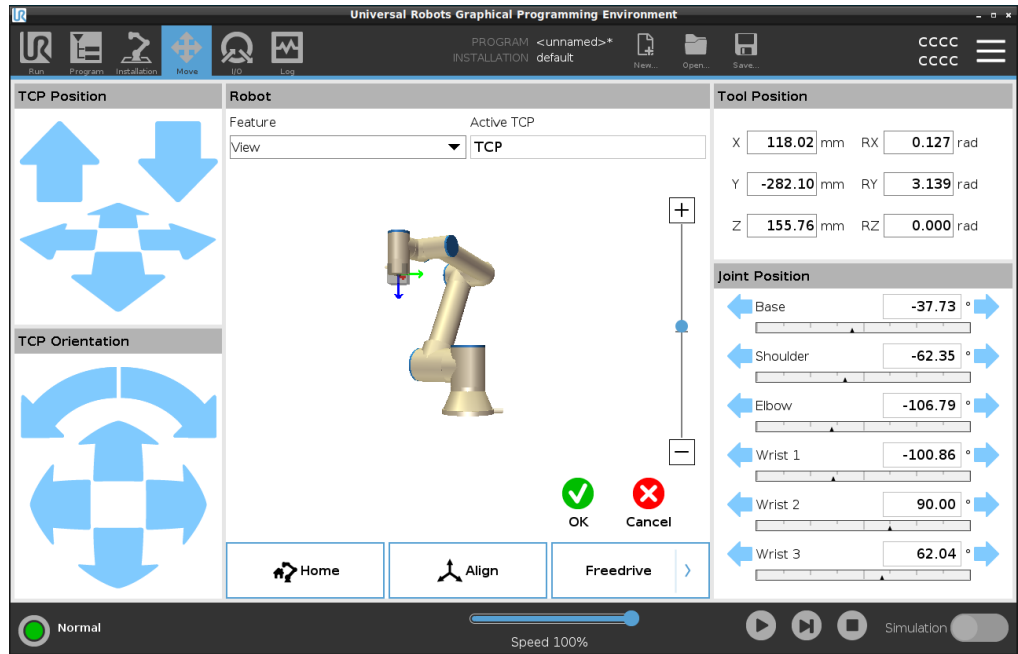 Universal Robots Graphical Programming Environment
UR
Run
Program
Installation
Move
I/O
Log
PROGRAM <unnamed>*
INSTALLATION default
New...
Open...
Save...
CCCC
CCCC
TCP Position
TCP Orientation
Robot
Feature
Active TCP
View
TCP
+
−
OK
Cancel
Home
Align
Freedrive
Tool Position
X 118.02 mm RX 0.127 rad
Y -282.10 mm RY 3.139 rad
Z 155.76 mm RZ 0.000 rad
Joint Position
Base -37.73 °
Shoulder -62.35 °
Elbow -106.79 °
Wrist 1 -100.86 °
Wrist 2 90.00 °
Wrist 3 62.04 °
Normal
Speed 100%
Simulation